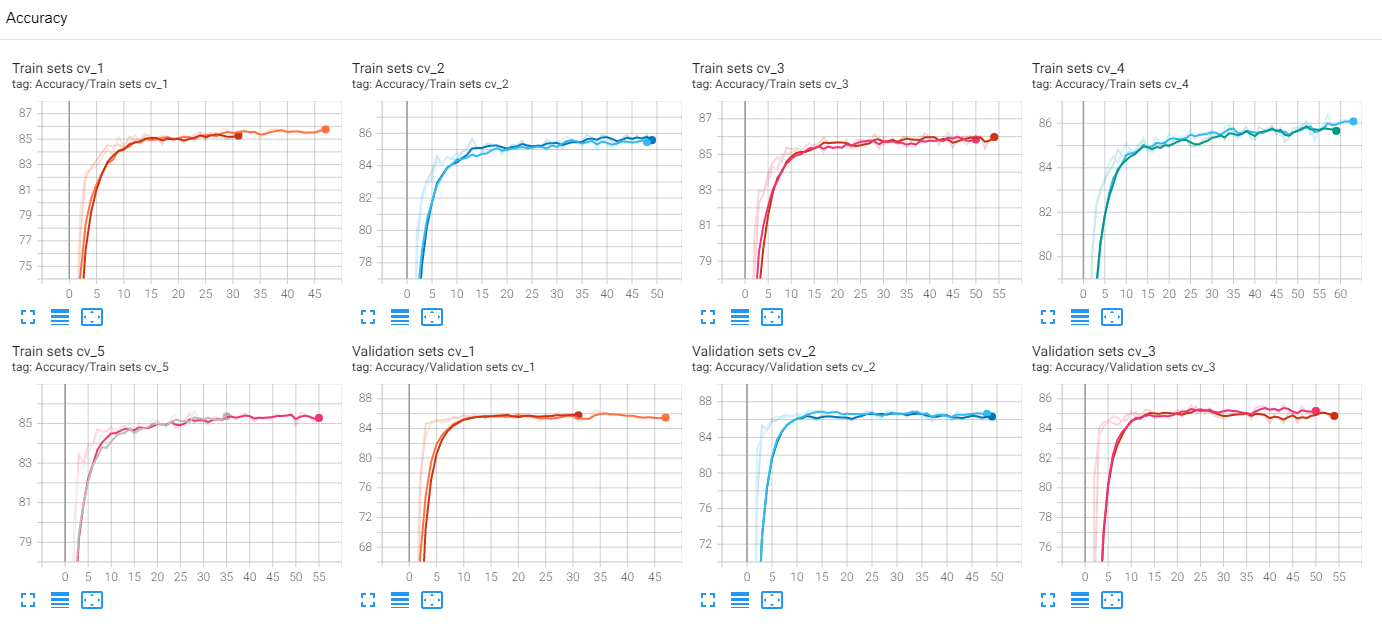 Accuracy
Train sets cv_1
tag: Accuracy/Train sets cv_1
87
85
83
81
79
77
75
0 5 10 15 20 25 30 35 40 45
Train sets cv_2
tag: Accuracy/Train sets cv_2
86
84
82
80
78
0 5 10 15 20 25 30 35 40 45 50
Train sets cv_3
tag: Accuracy/Train sets cv_3
87
85
83
81
79
0 5 10 15 20 25 30 35 40 45 50 55
Train sets cv_4
tag: Accuracy/Train sets cv_4
86
84
82
80
0 5 10 15 20 25 30 35 40 45 50 55 60
Train sets cv_5
tag: Accuracy/Train sets cv_5
85
83
81
79
0 5 10 15 20 25 30 35 40 45 50 55
Validation sets cv_1
tag: Accuracy/Validation sets cv_1
88
84
80
76
72
68
0 5 10 15 20 25 30 35 40 45
Validation sets cv_2
tag: Accuracy/Validation sets cv_2
88
84
80
76
72
0 5 10 15 20 25 30 35 40 45 50
Validation sets cv_3
tag: Accuracy/Validation sets cv_3
86
84
82
80
78
76
0 5 10 15 20 25 30 35 40 45 50 55